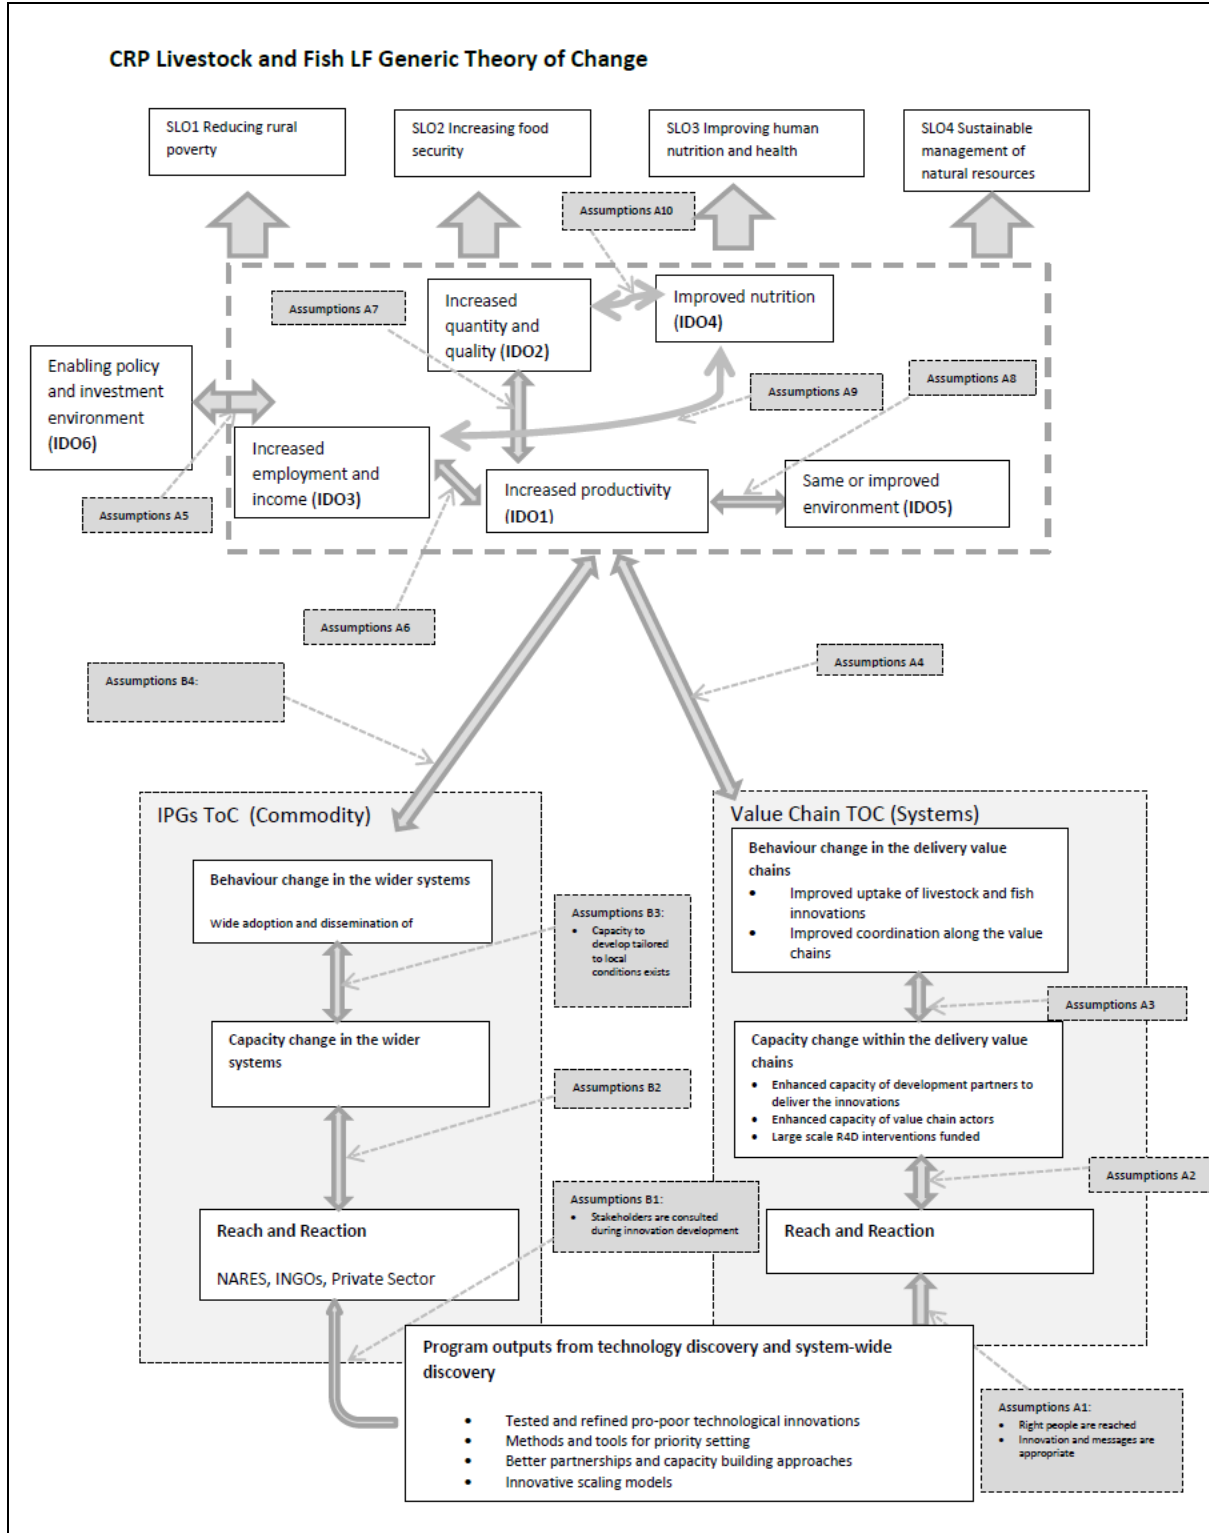 CRP Livestock and Fish LF Generic Theory of Change
SLO1 Reducing rural
poverty
SLO2 Increasing food
security
SLO3 Improving human
nutrition and health
SLO4 Sustainable
management of
natural resources
Assumptions A10
Assumptions A7
Increased
quantity and
quality (IDO2)
Improved nutrition
(IDO4)
Enabling policy
and investment
environment
(IDO6)
Assumptions A9
Assumptions A8
Increased
employment and
income (IDO3)
Increased productivity
(IDO1)
Same or improved
environment (IDO5)
Assumptions A5
Assumptions A6
Assumptions B4:
Assumptions A4
IPGs ToC (Commodity)
Behaviour change in the wider systems
Wide adoption and dissemination of
Assumptions B3:
• Capacity to
develop tailored
to local
conditions exists
Capacity change in the wider
systems
Assumptions B2
Reach and Reaction
NARES, INGOs, Private Sector
Assumptions B1:
• Stakeholders are consulted
during innovation development
Value Chain TOC (Systems)
Behaviour change in the delivery value
chains
• Improved uptake of livestock and fish
innovations
• Improved coordination along the value
chains
Assumptions A3
Capacity change within the delivery value
chains
• Enhanced capacity of development partners to
deliver the innovations
• Enhanced capacity of value chain actors
• Large scale R4D interventions funded
Assumptions A2
Reach and Reaction
Program outputs from technology discovery and system-wide
discovery
• Tested and refined pro-poor technological innovations
• Methods and tools for priority setting
• Better partnerships and capacity building approaches
• Innovative scaling models
Assumptions A1:
• Right people are reached
• Innovation and messages are
appropriate